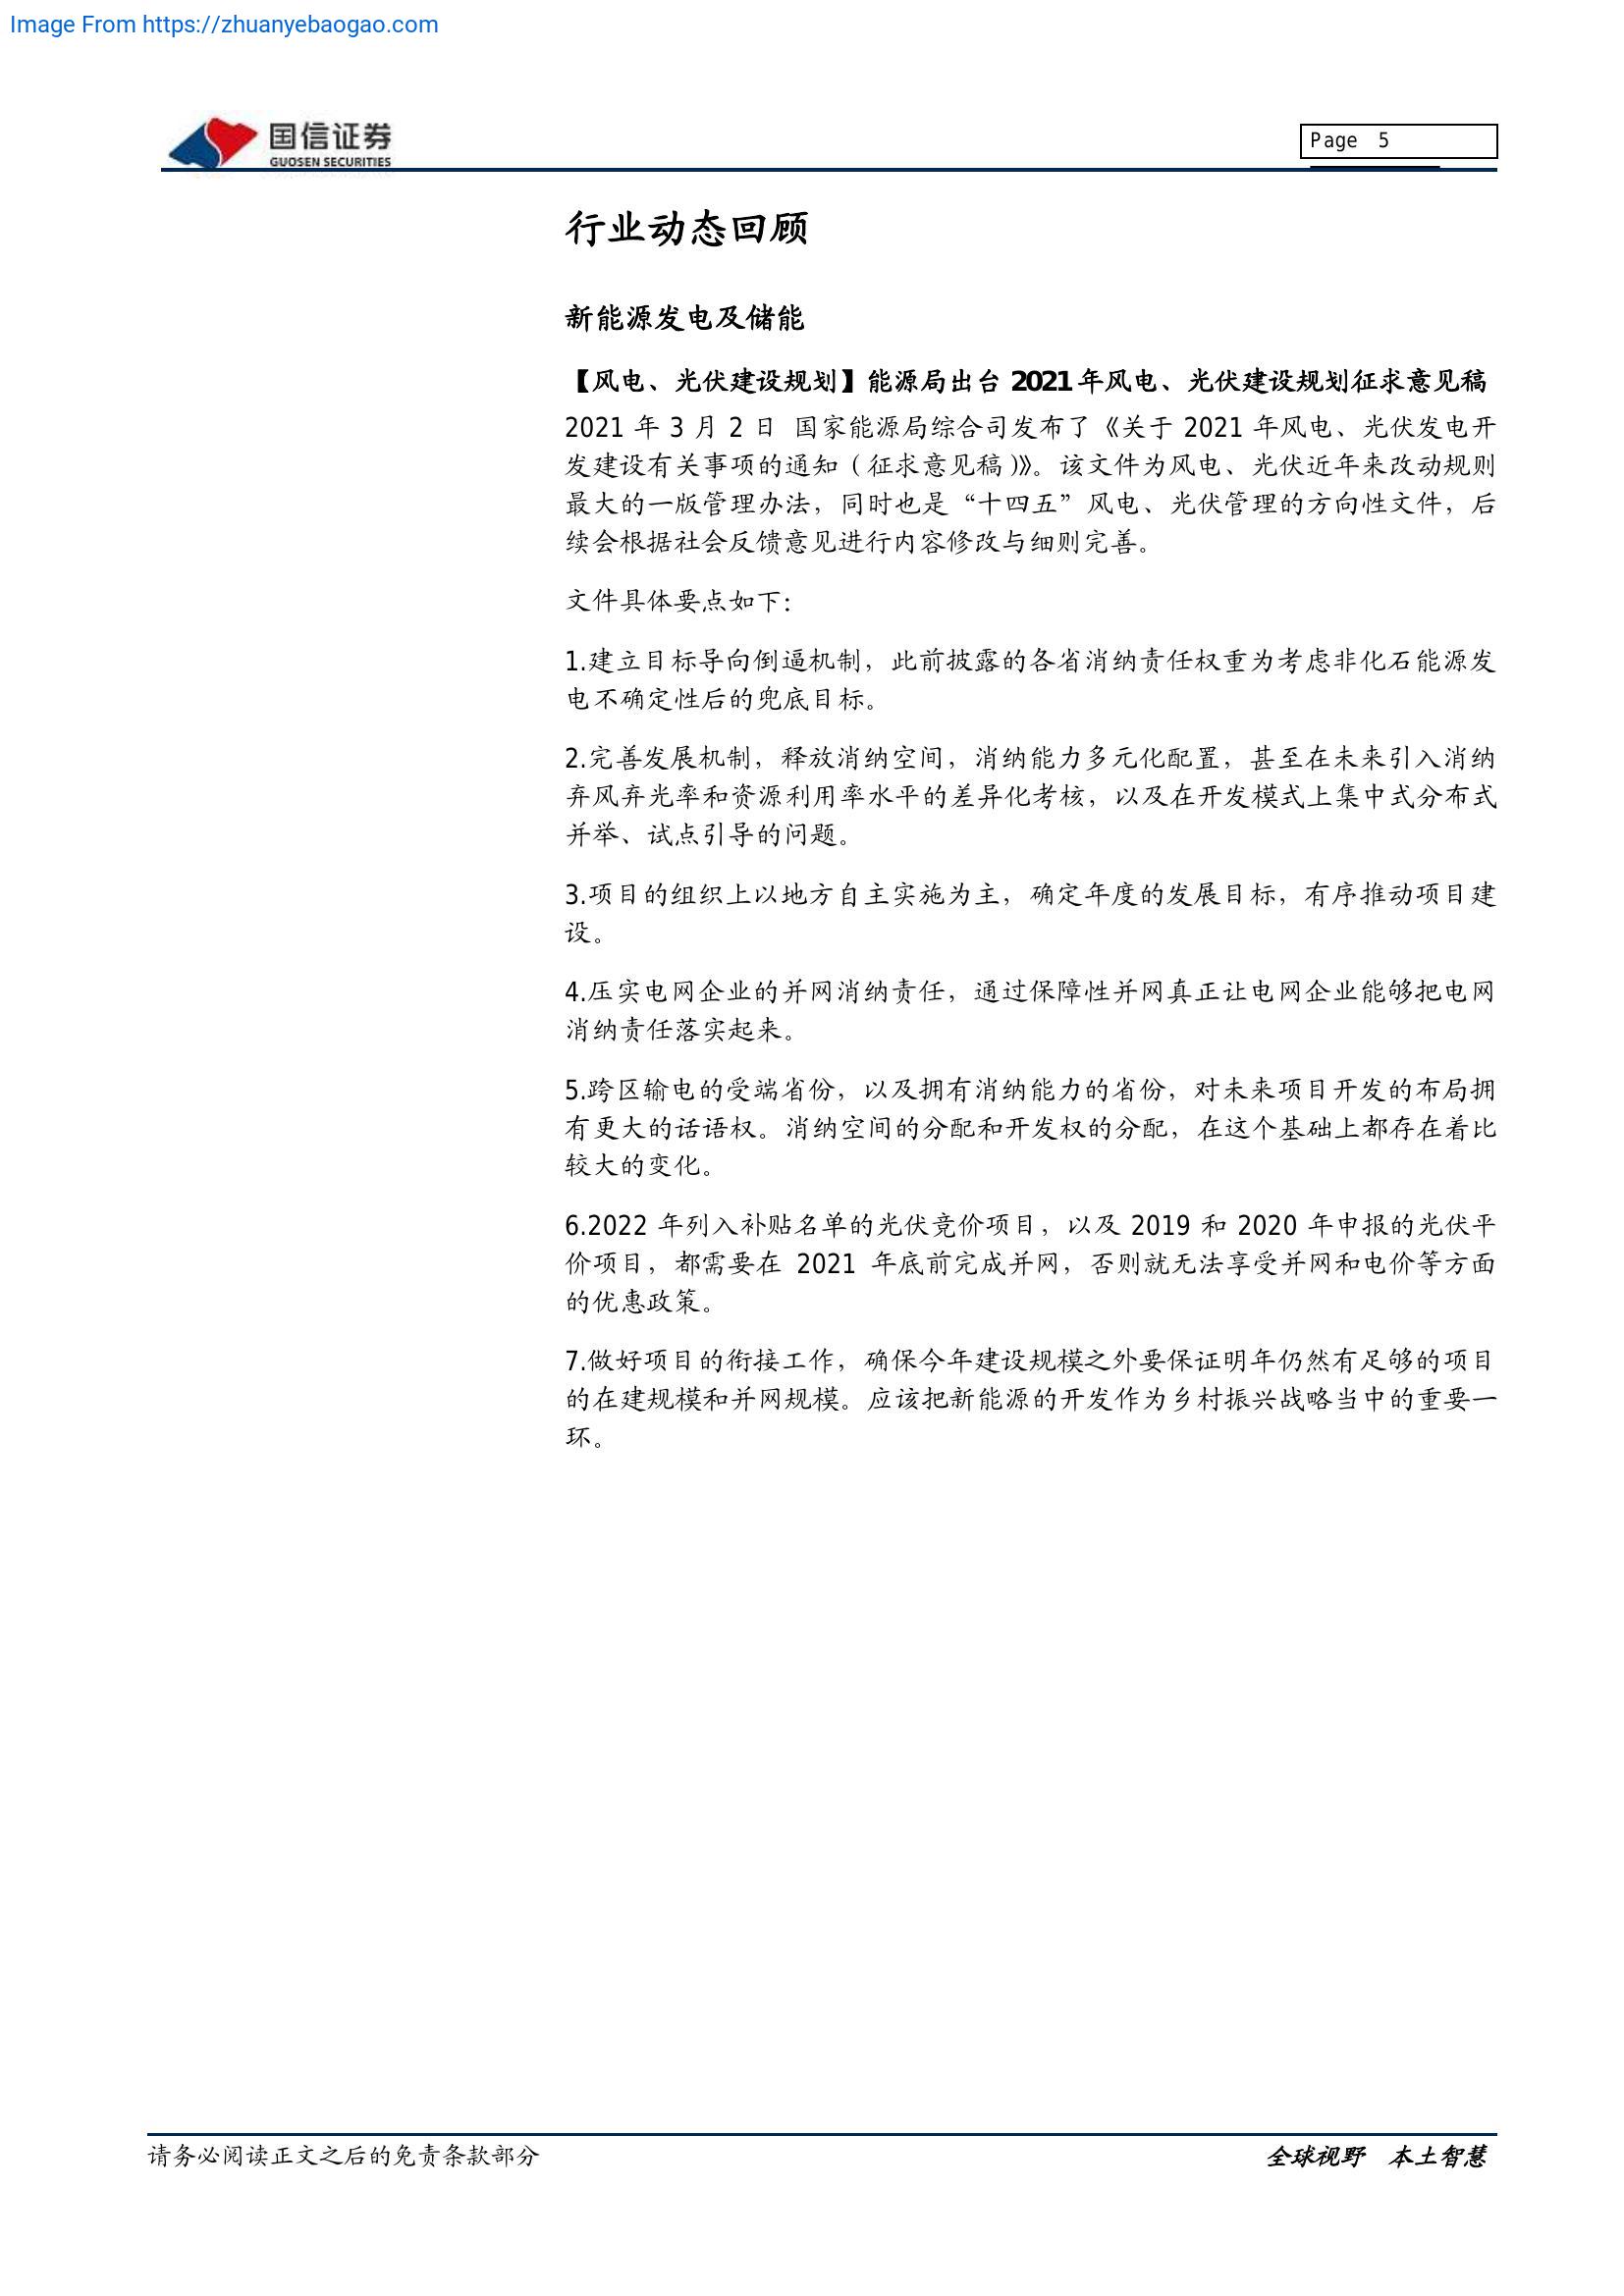 Image From https://zhuanyebaogao.com
国信证券
GUOSEN SECURITIES
Page 5
行业动态回顾
新能源发电及储能
【风电、光伏建设规划】能源局出台 2021年风电、光伏建设规划征求意见稿
2021 年 3 月 2 日 国家能源局综合司发布了《关于 2021 年风电、光伏发电开
发建设有关事项的通知（征求意见稿）》。该文件为风电、光伏近年来改动规则
最大的一版管理办法，同时也是“十四五”风电、光伏管理的方向性文件，后
续会根据社会反馈意见进行内容修改与细则完善。
文件具体要点如下：
1.建立目标导向倒逼机制，此前披露的各省消纳责任权重为考虑非化石能源发
电不确定性后的兜底目标。
2.完善发展机制，释放消纳空间，消纳能力多元化配置，甚至在未来引入消纳
弃风弃光率和资源利用率水平的差异化考核，以及在开发模式上集中式分布式
并举、试点引导的问题。
3.项目的组织上以地方自主实施为主，确定年度的发展目标，有序推动项目建
设。
4.压实电网企业的并网消纳责任，通过保障性并网真正让电网企业能够把电网
消纳责任落实起来。
5.跨区输电的受端省份，以及拥有消纳能力的省份，对未来项目开发的布局拥
有更大的话语权。消纳空间的分配和开发权的分配，在这个基础上都存在着比
较大的变化。
6.2022 年列入补贴名单的光伏竞价项目，以及 2019 和 2020 年申报的光伏平
价项目，都需要在 2021 年底前完成并网，否则就无法享受并网和电价等方面
的优惠政策。
7.做好项目的衔接工作，确保今年建设规模之外要保证明年仍然有足够的项目
的在建规模和并网规模。应该把新能源的开发作为乡村振兴战略当中的重要一
环。
请务必阅读正文之后的免责条款部分
全球视野 本土智慧